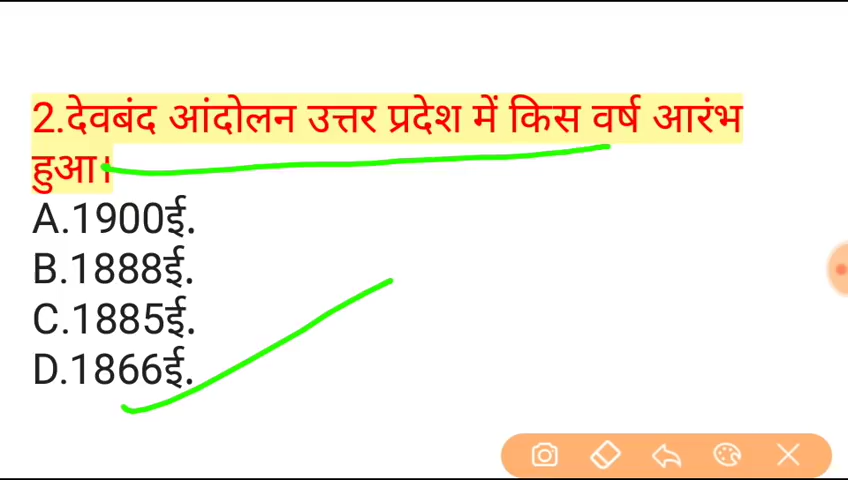 2.देवबंद आंदोलन उत्तर प्रदेश में किस वर्ष आरंभ
हुआ।
A.1900ई.
B.1888ई.
C.1885ई.
D.1866ई.